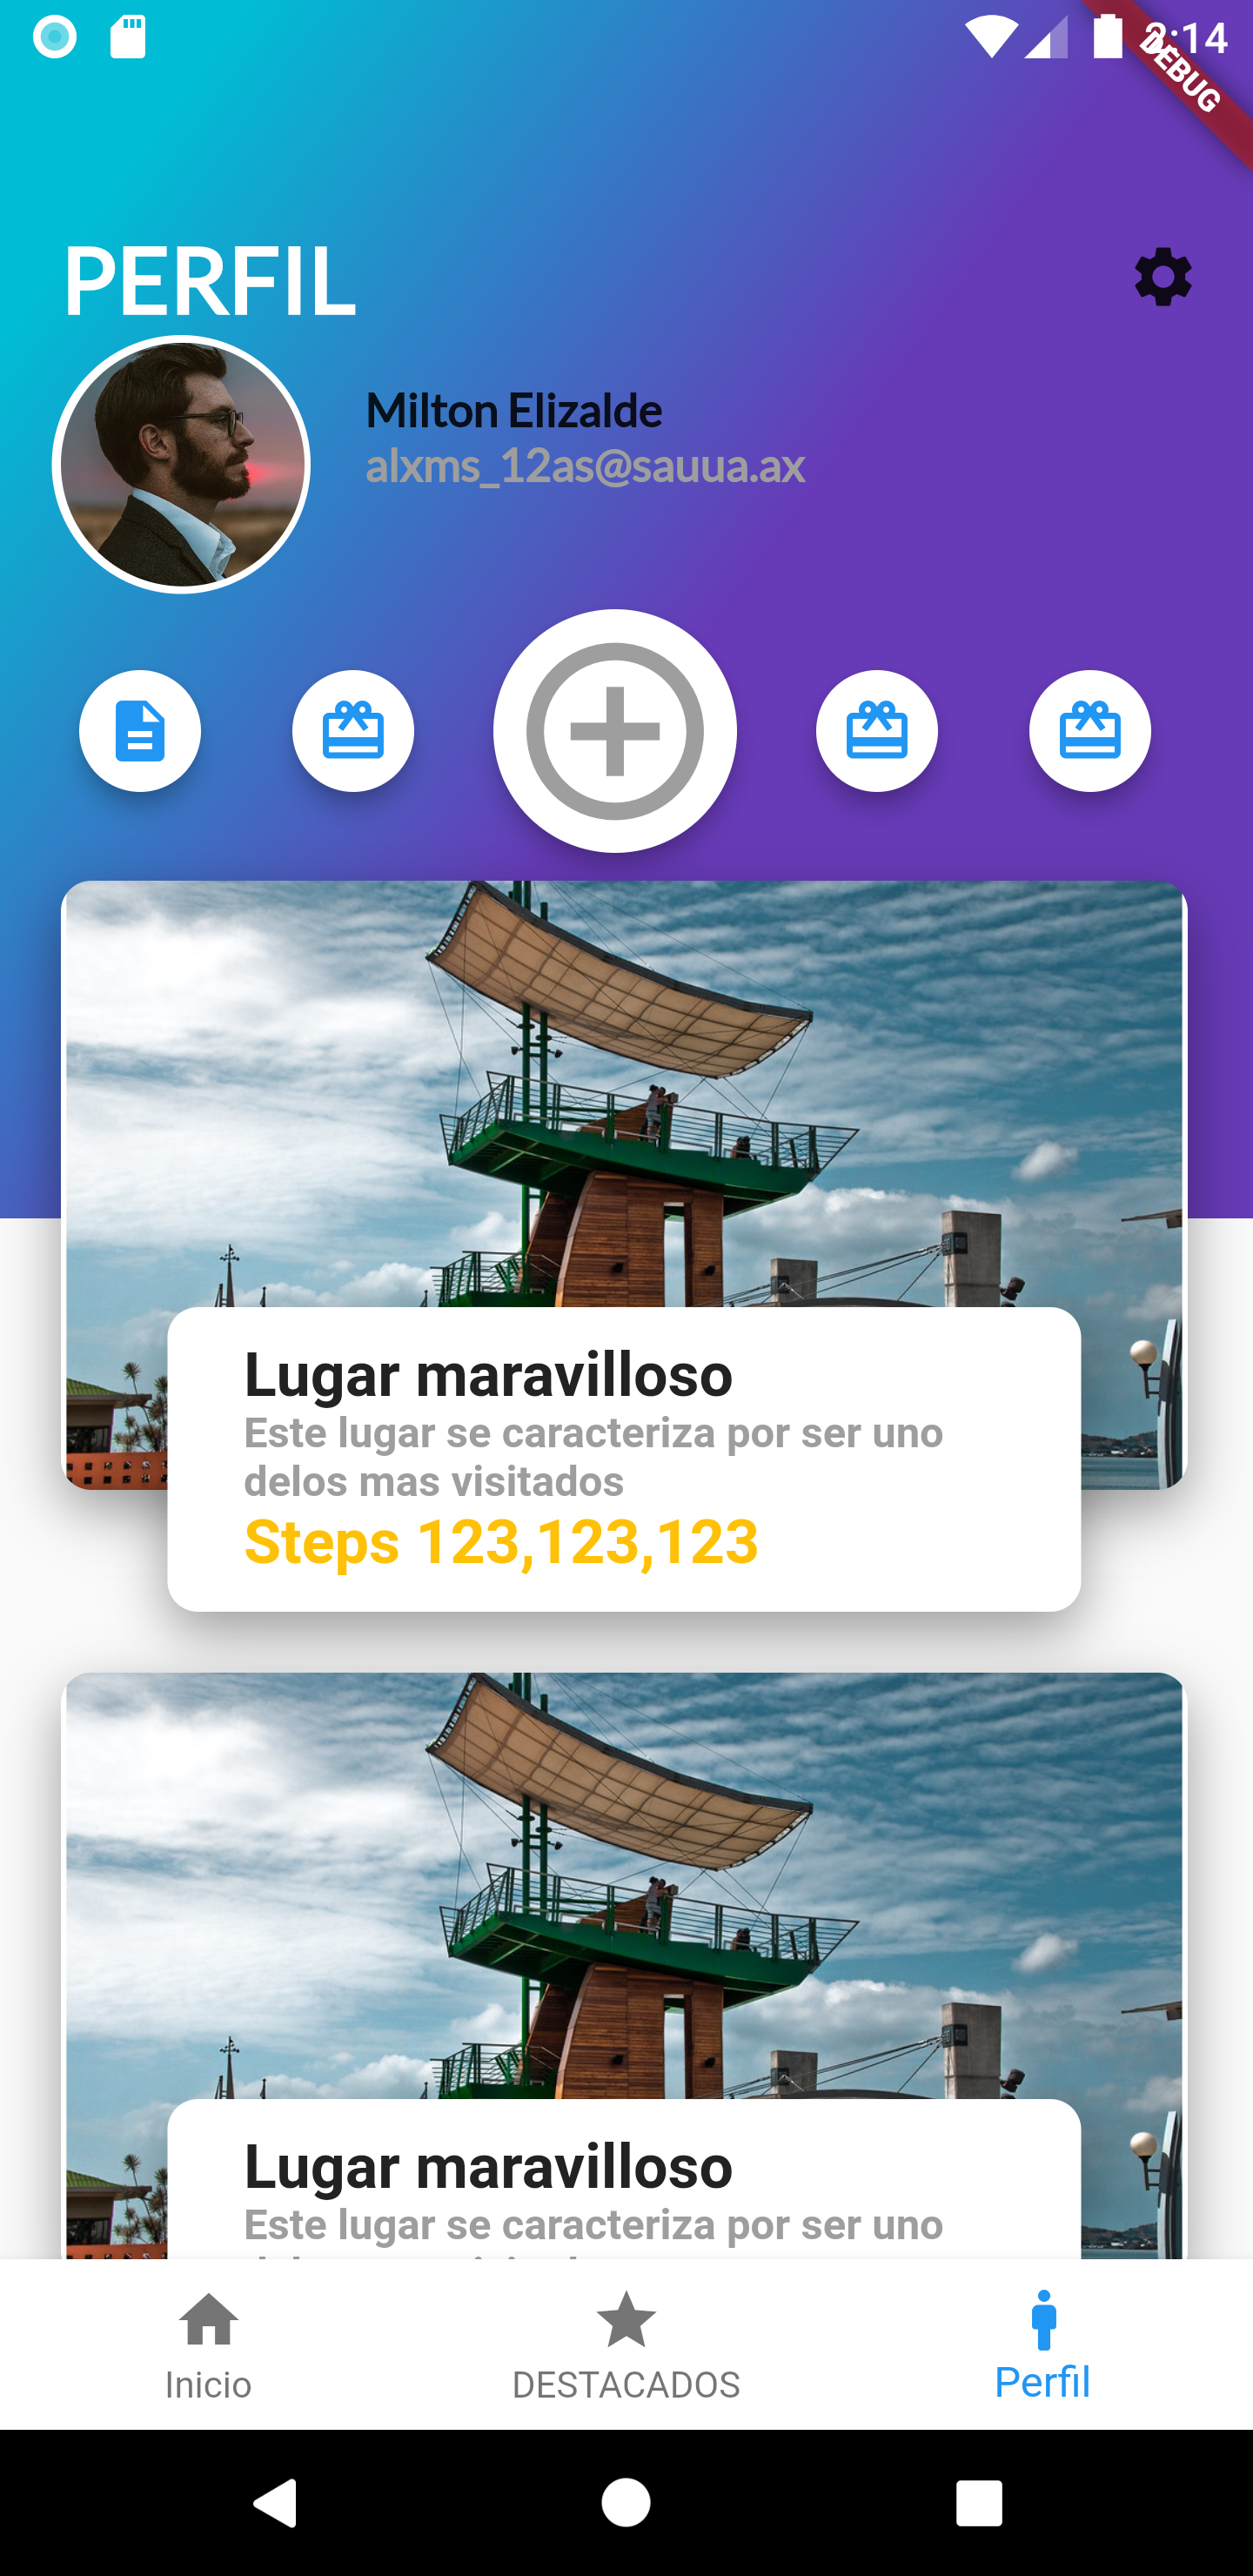 2:14
DEBUG
PERFIL
Milton Elizalde
alxms_12as@sauua.ax
Lugar maravilloso
Este lugar se caracteriza por ser uno
delos mas visitados
Steps 123,123,123
Lugar maravilloso
Este lugar se caracteriza por ser uno
Inicio
DESTACADOS
Perfil